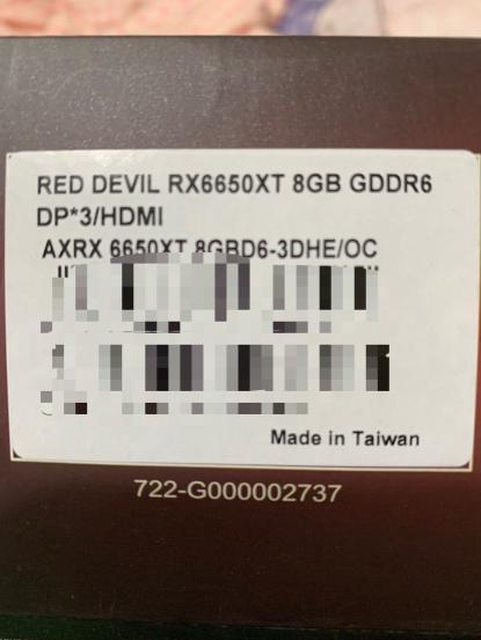 RED DEVIL RX6650XT 8GB GDDR6
DP*3/HDMI
AXRX 6650XT 8GBD6-3DHE/OC
Made in Taiwan
722-G000002737